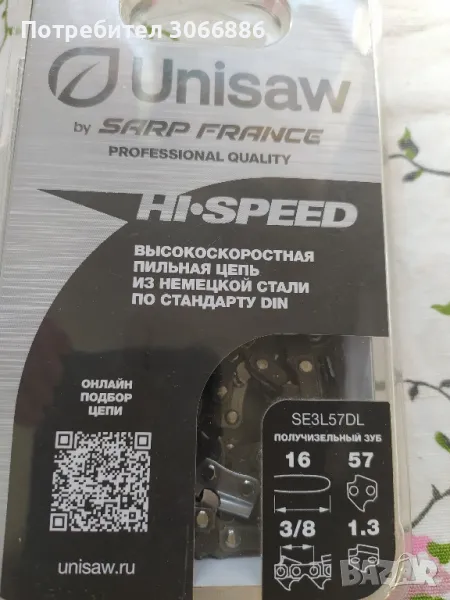 Потребител 3066886
Unisaw
by SARP FRANCE
PROFESSIONAL QUALITY
HI•SPEED
ВЫСОКОСКОРОСТНАЯ
ПИЛЬНАЯ ЦЕПЬ
ИЗ НЕМЕЦКОЙ СТАЛИ
ПО СТАНДАРТУ DIN
ОНЛАЙН
ПОДБОР
ЦЕПИ
unisaw.ru
SE3L57DL
ПОЛУЧИЗЕЛЬНЫЙ ЗУБ
16 57
3/8 1.3
BAZAR